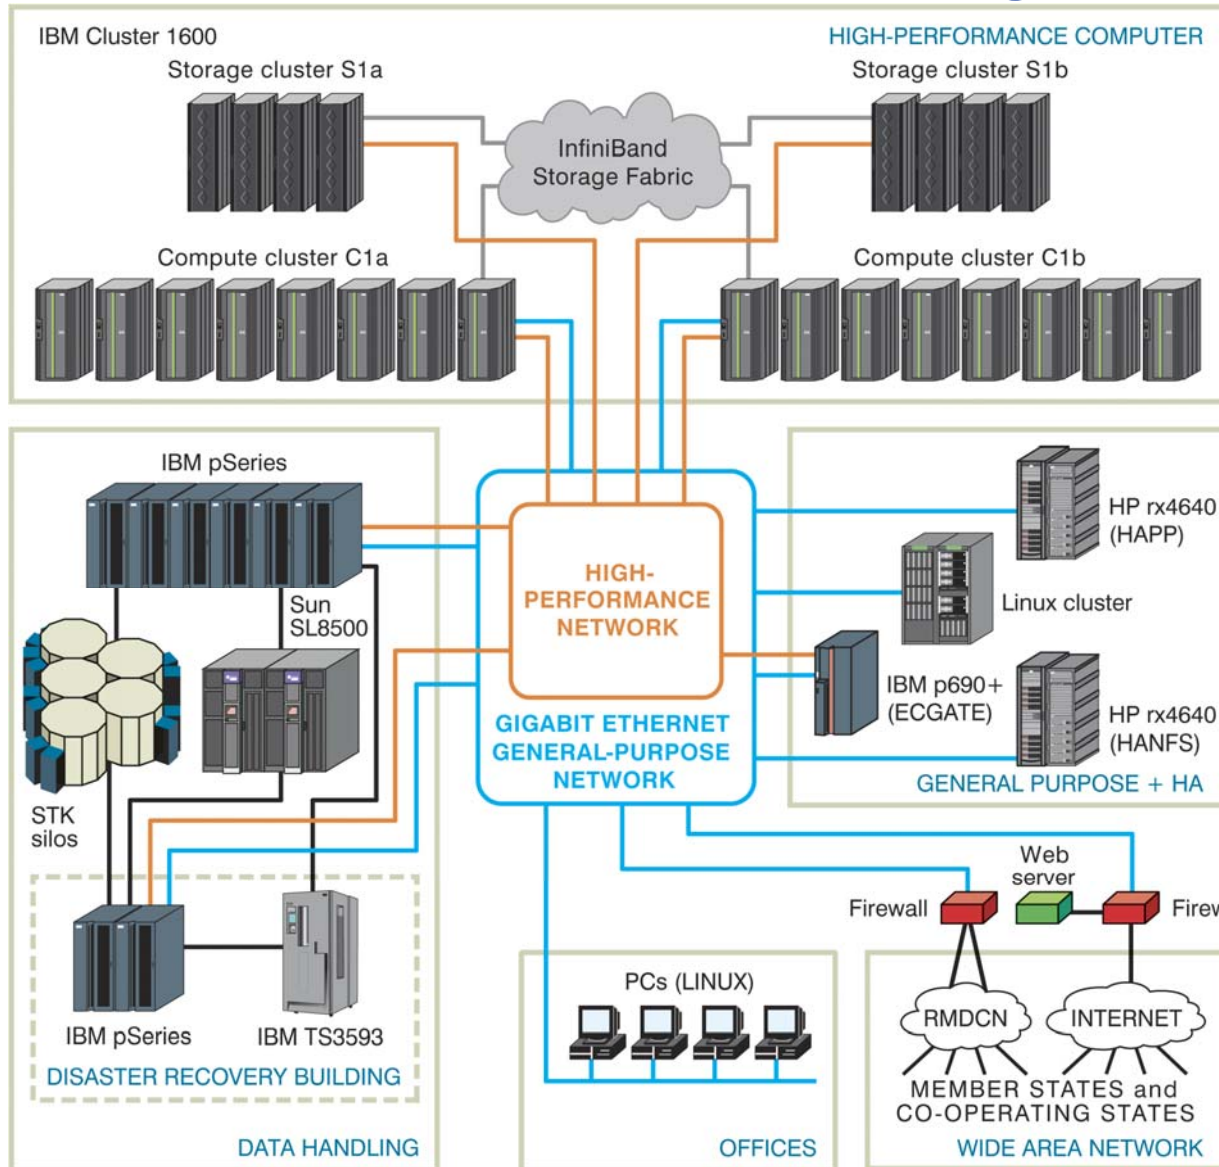 IBM Cluster 1600
HIGH-PERFORMANCE COMPUTER
Storage cluster S1a
Storage cluster S1b
InfiniBand
Storage Fabric
Compute cluster C1a
Compute cluster C1b
IBM pSeries
Sun
SL8500
STK
silos
IBM pSeries
IBM TS3593
DISASTER RECOVERY BUILDING
DATA HANDLING
HIGH-
PERFORMANCE
NETWORK
GIGABIT ETHERNET
GENERAL-PURPOSE
NETWORK
HP rx4640
(HAPP)
Linux cluster
IBM p690+
(ECGATE)
HP rx4640
(HANFS)
GENERAL PURPOSE + HA
Web
server
Firewall
Firew
PCs (LINUX)
OFFICES
RMDCN
INTERNET
MEMBER STATES and
CO-OPERATING STATES
WIDE AREA NETWORK